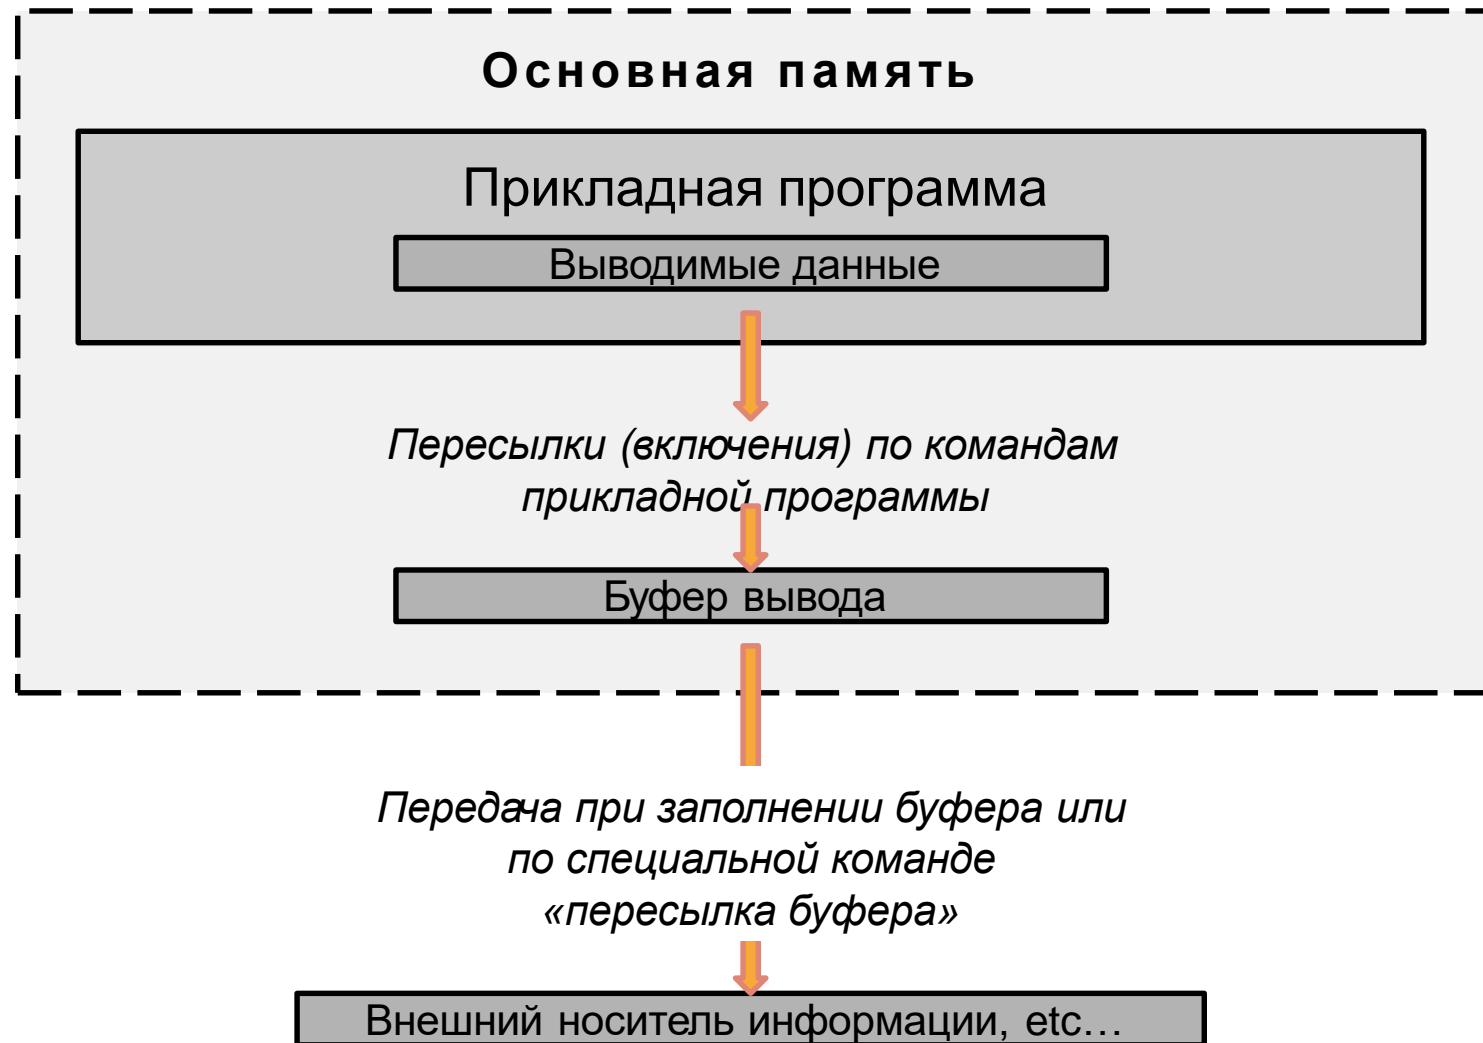 Основная память
Прикладная программа
Выводимые данные
Пересылки (включения) по командам
прикладной программы
Буфер вывода
Передача при заполнении буфера или
по специальной команде
«пересылка буфера»
Внешний носитель информации, etc...